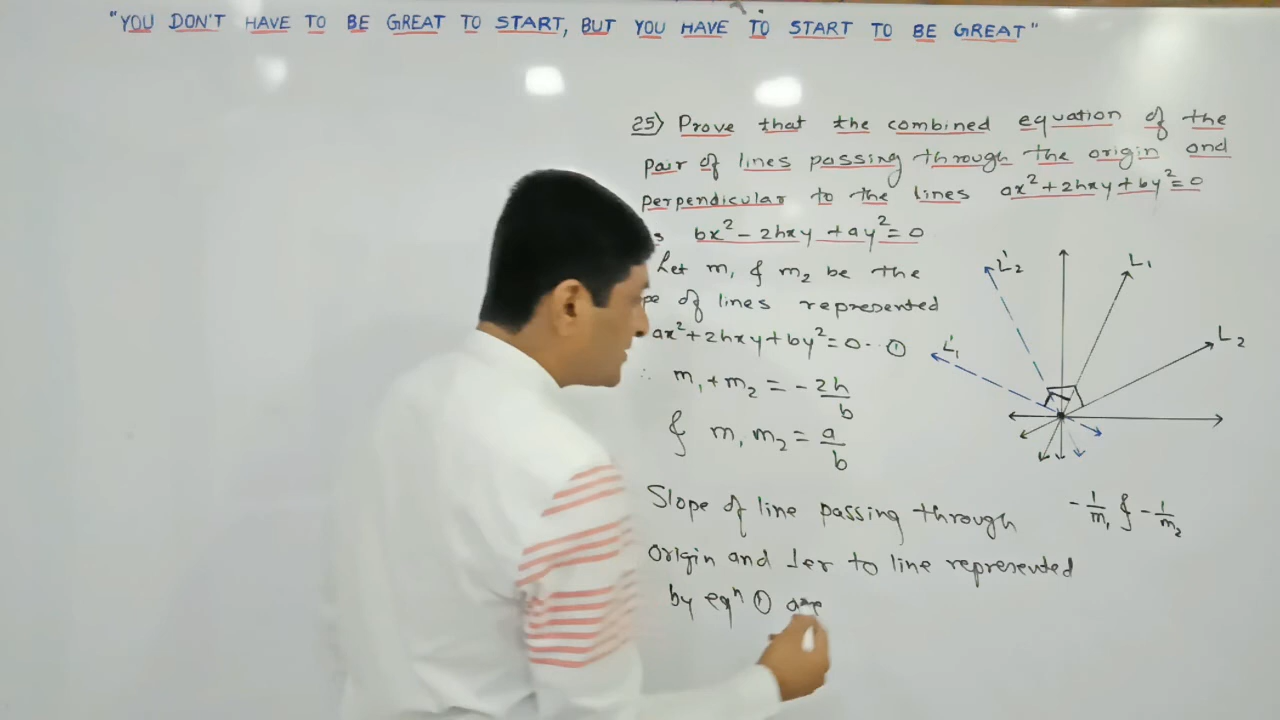 "YOU DON'T HAVE TO BE GREAT TO START, BUT YOU HAVE TO START TO BE GREAT"
25) Prove that the combined equation of the
pair of lines passing through the origin and
perpendicular to the lines ax²+2hxy+by²=0
bx²-2hxy+ay²=0
Let m₁ & m₂ be the
of lines represented
ax²+2hxy+by²=0-- ①
∴ m₁+m₂ = -2h/b
& m₁m₂ = a/b
Slope of line passing through
origin and ⊥er to line represented
by eqⁿ ① are
-1/m₁ & -1/m₂
L'₂
L₁
L'₁
L₂